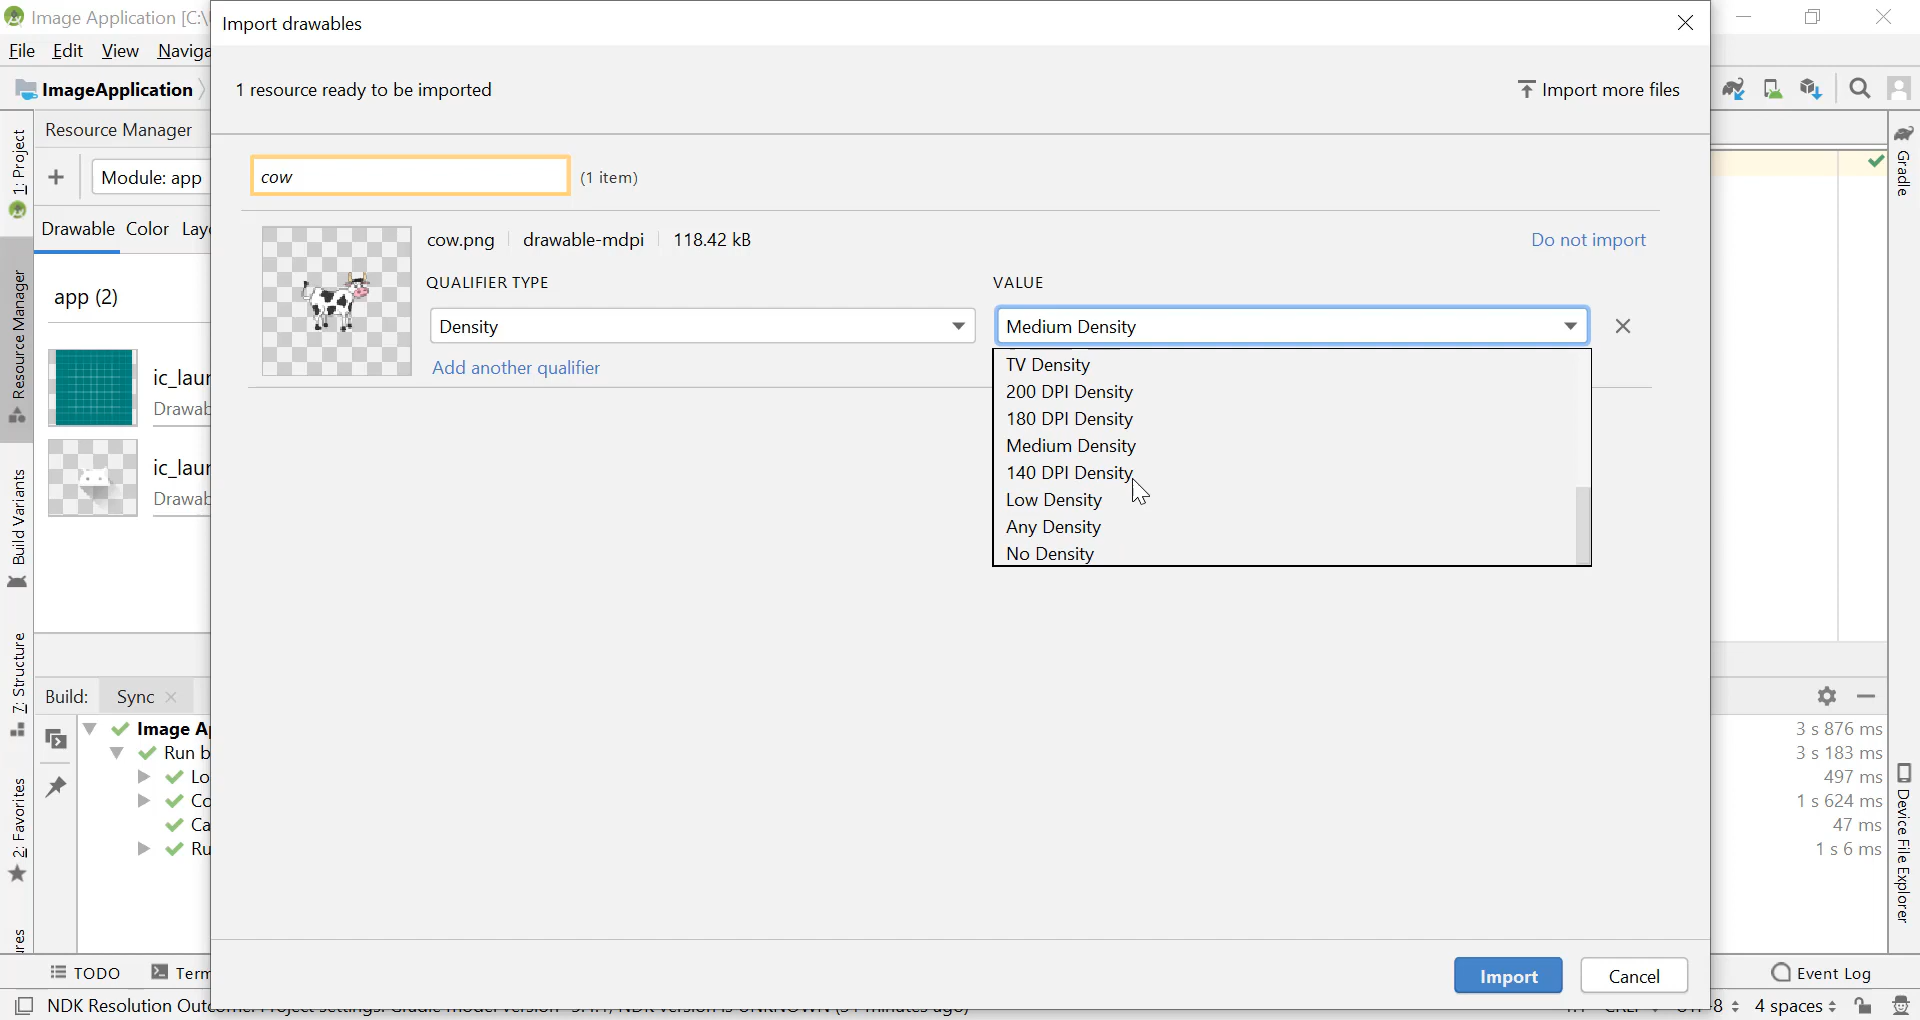 Image Application [C:\
Import drawables
File Edit View Naviga
ImageApplication
1 resource ready to be imported
Import more files
Resource Manager
Module: app
cow
(1 item)
Drawable Color Lay
cow.png drawable-mdpi 118.42 kB
Do not import
QUALIFIER TYPE
VALUE
app (2)
Density
Medium Density
Add another qualifier
TV Density
200 DPI Density
180 DPI Density
Medium Density
140 DPI Density
Low Density
Any Density
No Density
ic_laur
Drawab
ic_laur
Drawab
1: Project
Resource Manager
Build Variants
7: Structure
2: Favorites
Gradle
Device File Explorer
Build: Sync
Image Ap
3 s 876 ms
Run b
3 s 183 ms
Lo
497 ms
Co
1 s 624 ms
Ca
47 ms
Ru
1 s 6 ms
TODO
Term
Import
Cancel
Event Log
NDK Resolution
4 spaces